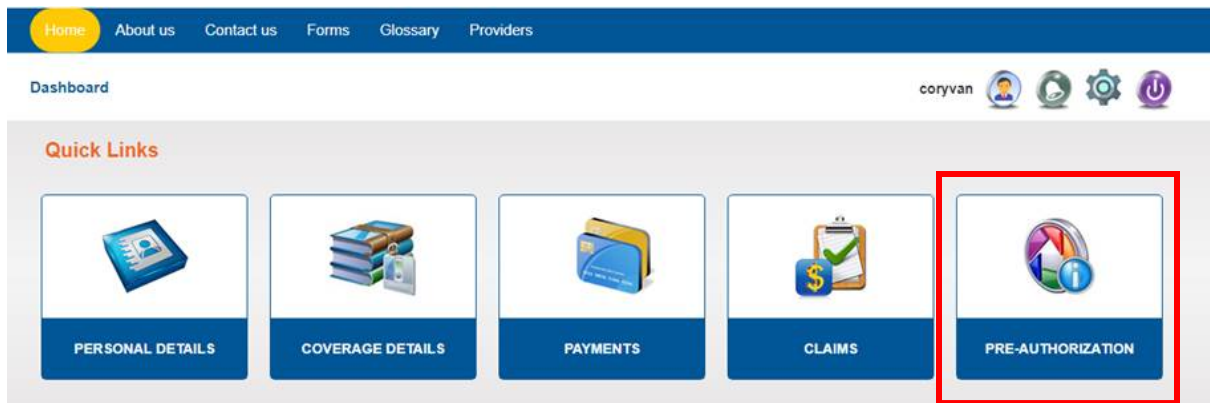 Home About us Contact us Forms Glossary Providers
Dashboard coryvan
Quick Links
PERSONAL DETAILS COVERAGE DETAILS PAYMENTS CLAIMS PRE-AUTHORIZATION